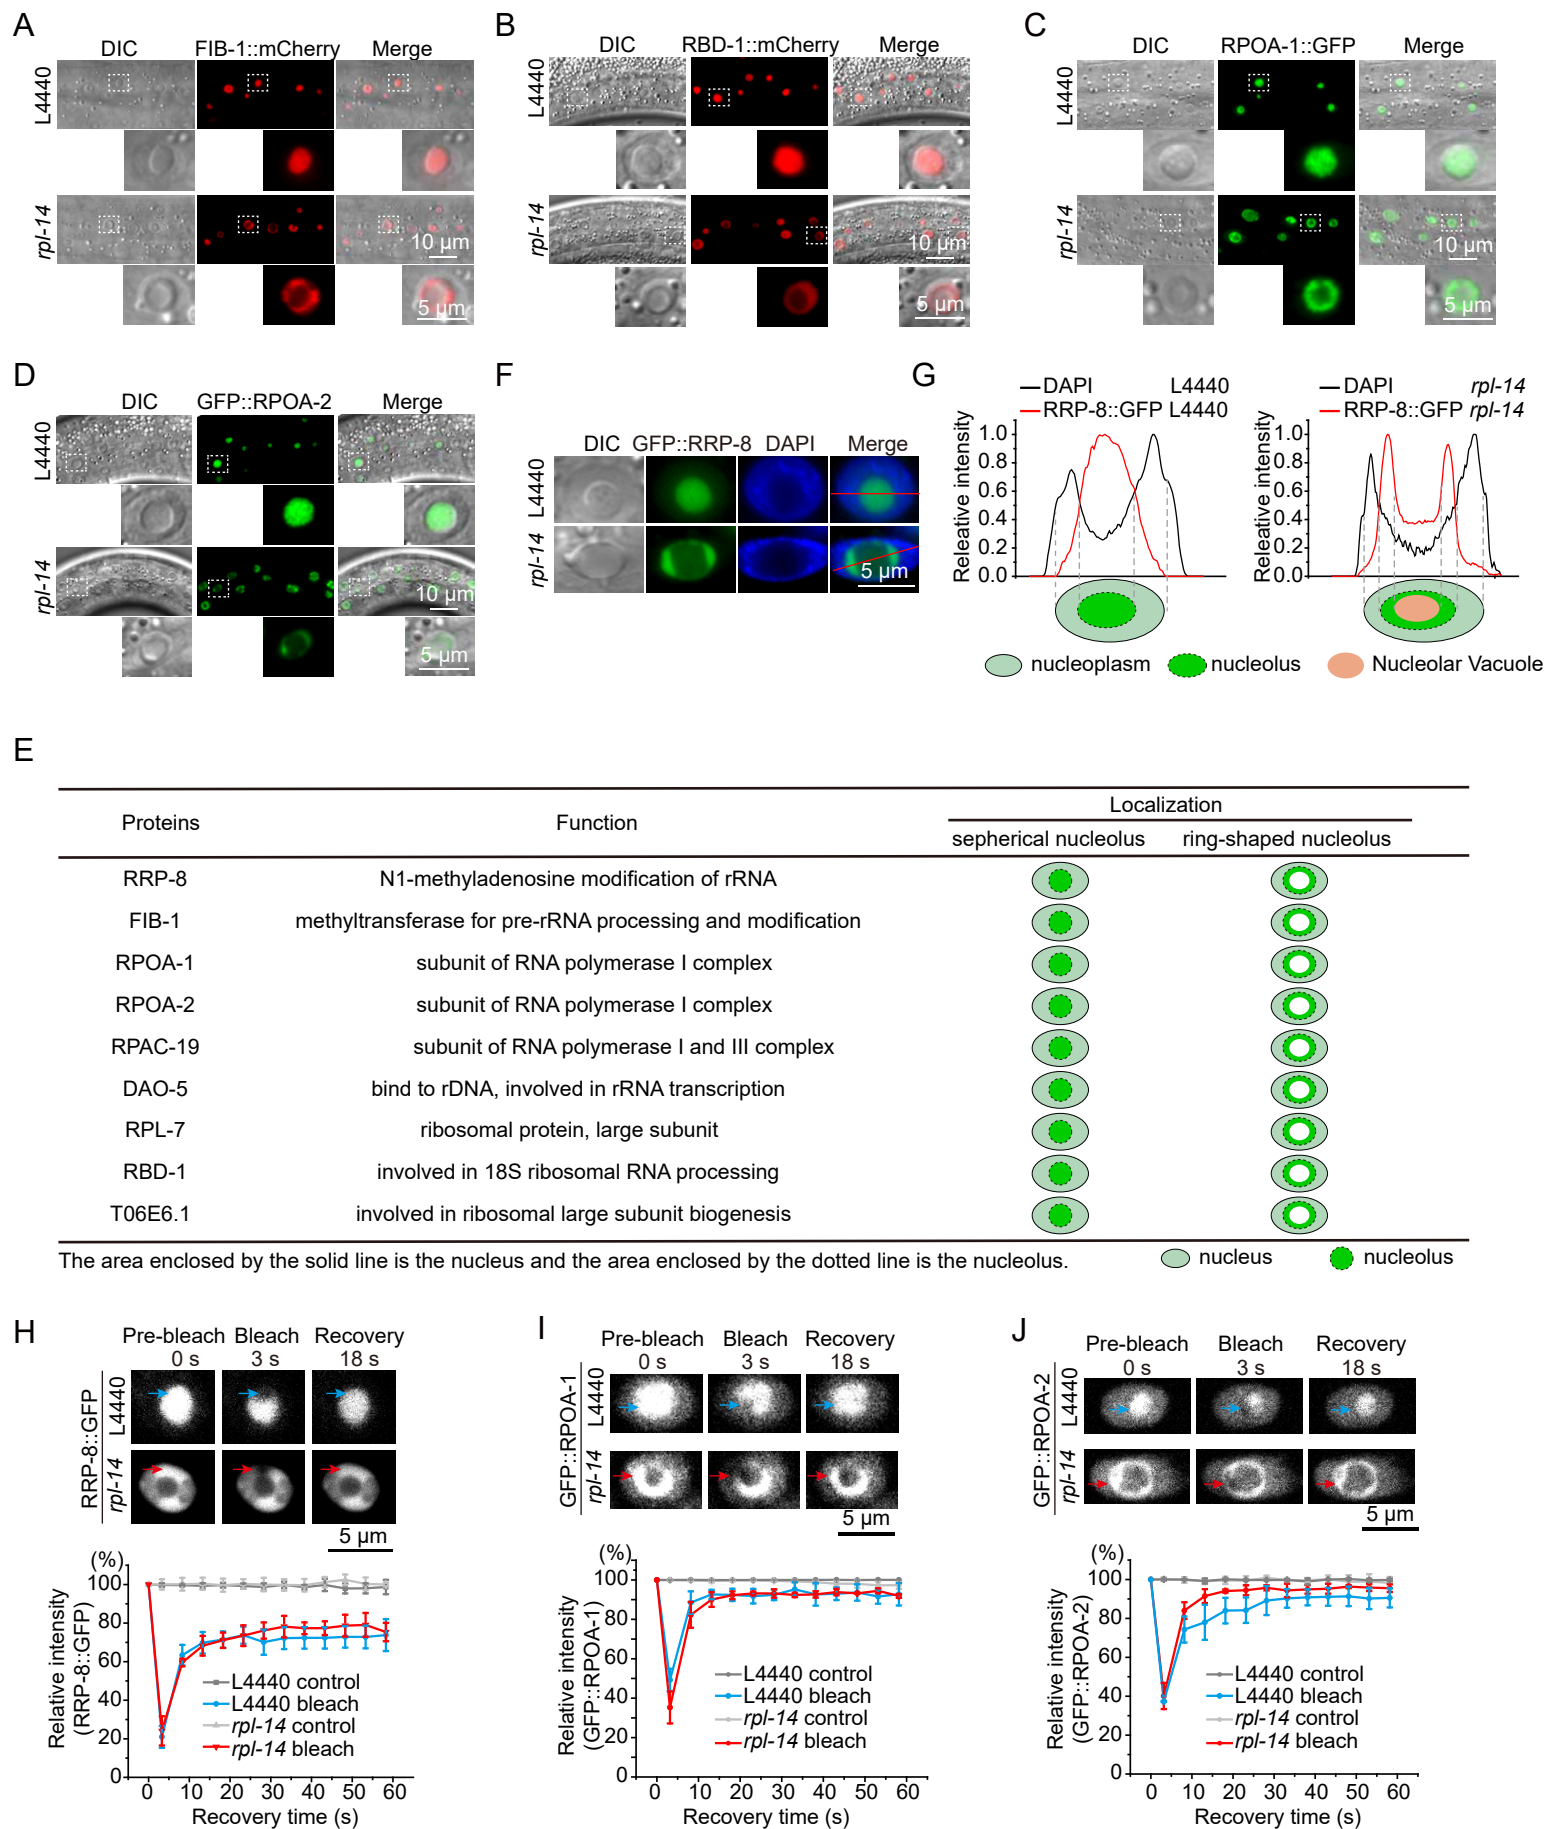 A
DIC FIB-1::mCherry Merge
L4440
rpl-14
10 µm
5 µm
B
DIC RBD-1::mCherry Merge
L4440
rpl-14
10 µm
5 µm
C
DIC RPOA-1::GFP Merge
L4440
rpl-14
10 µm
5 µm
D
DIC GFP::RPOA-2 Merge
L4440
rpl-14
10 µm
5 µm
F
DIC GFP::RRP-8 DAPI Merge
L4440
rpl-14
5 µm
G
DAPI L4440
RRP-8::GFP L4440
Releative intensity
1.0
0.8
0.6
0.4
0.2
0.0
DAPI rpl-14
RRP-8::GFP rpl-14
Releative intensity
1.0
0.8
0.6
0.4
0.2
0.0
nucleoplasm nucleolus Nucleolar Vacuole
E
Proteins Function Localization
sepherical nucleolus ring-shaped nucleolus
RRP-8 N1-methyladenosine modification of rRNA
FIB-1 methyltransferase for pre-rRNA processing and modification
RPOA-1 subunit of RNA polymerase I complex
RPOA-2 subunit of RNA polymerase I complex
RPAC-19 subunit of RNA polymerase I and III complex
DAO-5 bind to rDNA, involved in rRNA transcription
RPL-7 ribosomal protein, large subunit
RBD-1 involved in 18S ribosomal RNA processing
T06E6.1 involved in ribosomal large subunit biogenesis
The area enclosed by the solid line is the nucleus and the area enclosed by the dotted line is the nucleolus.
nucleus nucleolus
H
Pre-bleach Bleach Recovery
0 s 3 s 18 s
RRP-8::GFP
L4440
rpl-14
5 µm
(%)
Relative intensity
(RRP-8::GFP)
100
80
60
40
20
0
L4440 control
L4440 bleach
rpl-14 control
rpl-14 bleach
0 10 20 30 40 50 60
Recovery time (s)
I
Pre-bleach Bleach Recovery
0 s 3 s 18 s
GFP::RPOA-1
L4440
rpl-14
5 µm
(%)
Relative intensity
(GFP::RPOA-1)
100
80
60
40
20
0
L4440 control
L4440 bleach
rpl-14 control
rpl-14 bleach
0 10 20 30 40 50 60
Recovery time (s)
J
Pre-bleach Bleach Recovery
0 s 3 s 18 s
GFP::RPOA-2
L4440
rpl-14
5 µm
(%)
Relative intensity
(GFP::RPOA-2)
100
80
60
40
20
0
L4440 control
L4440 bleach
rpl-14 control
rpl-14 bleach
0 10 20 30 40 50 60
Recovery time (s)